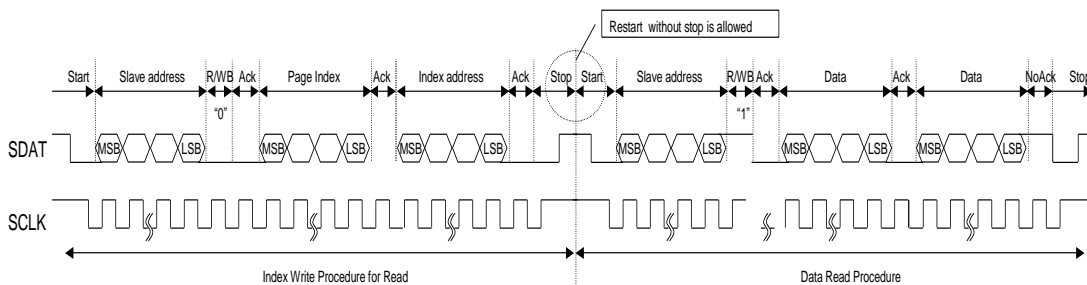 Restart without stop is allowed
Start Slave address R/WB Ack Page Index Ack Index address Ack Stop Start Slave address R/WB Ack Data Ack Data NoAck Stop
“0” “1”
SDAT MSB LSB MSB LSB MSB LSB MSB LSB MSB LSB MSB LSB
SCLK
Index Write Procedure for Read Data Read Procedure